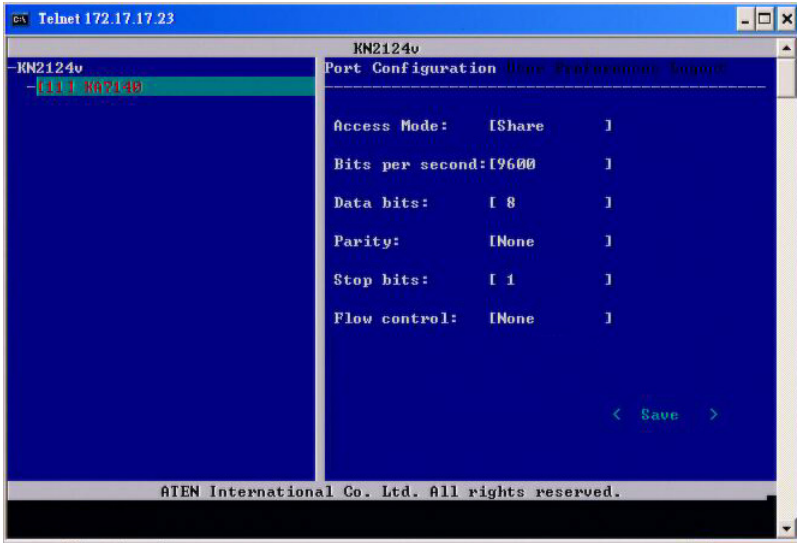 Telnet 172.17.17.23
KN2124v
-KN2124v
-[11] KA7140
Port Configuration
Access Mode: [Share ]
Bits per second:[9600 ]
Data bits: [ 8 ]
Parity: [None ]
Stop bits: [ 1 ]
Flow control: [None ]
< Save >
ATEN International Co. Ltd. All rights reserved.